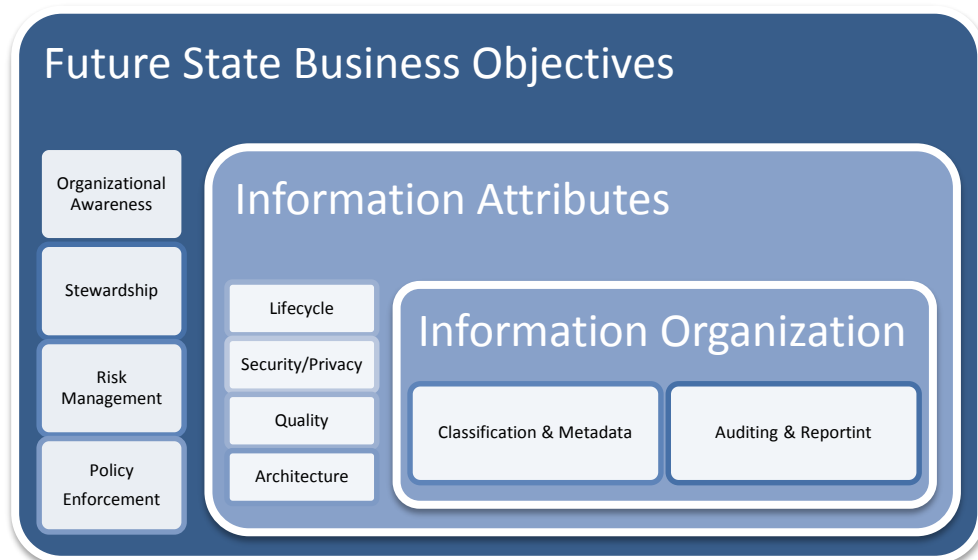 Future State Business Objectives
Organizational
Awareness
Stewardship
Risk
Management
Policy
Enforcement
Information Attributes
Lifecycle
Security/Privacy
Quality
Architecture
Information Organization
Classification & Metadata
Auditing & Reportint